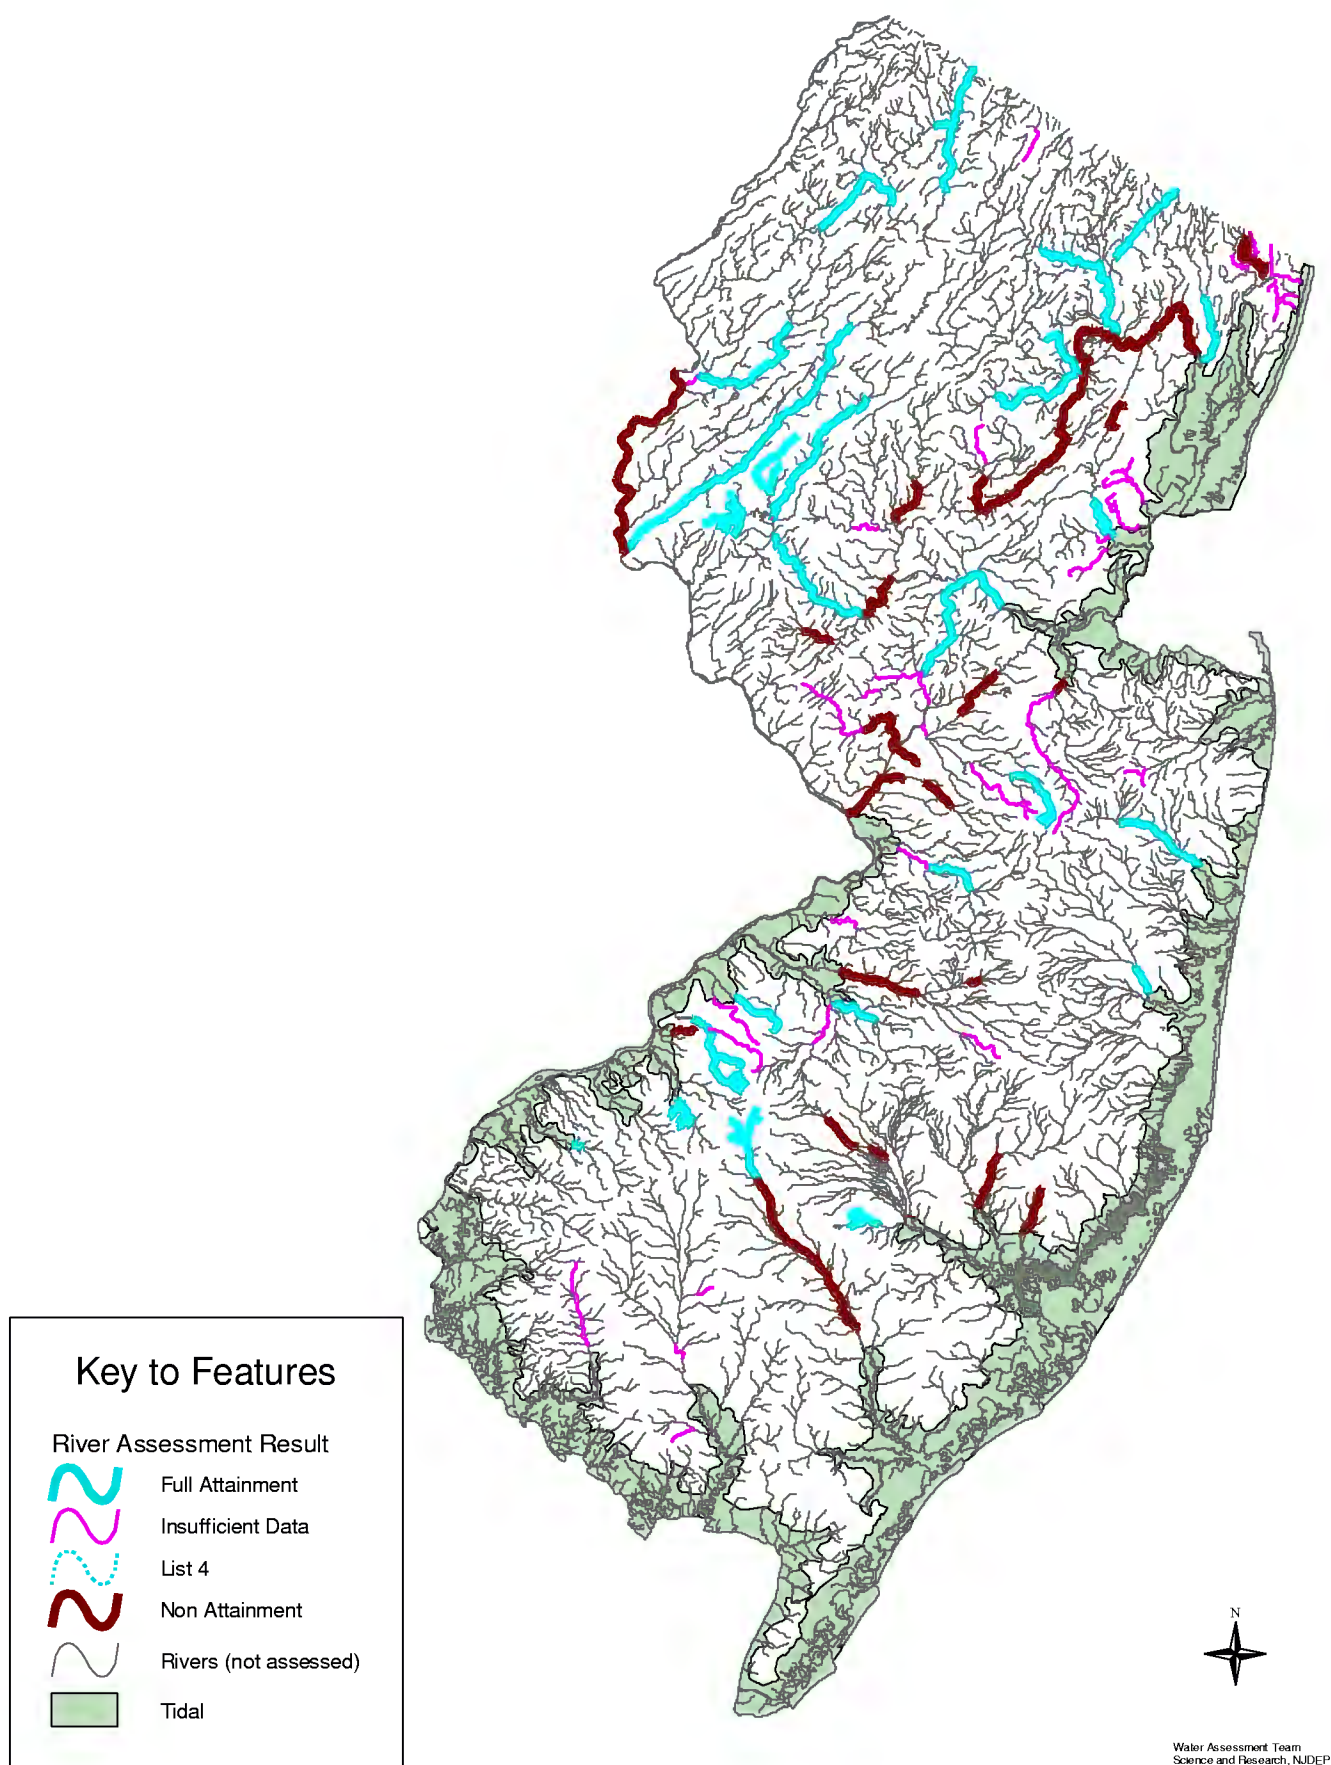 Key to Features
River Assessment Result
Full Attainment
Insufficient Data
List 4
Non Attainment
Rivers (not assessed)
Tidal
N
Water Assessment Team
Science and Research, NJDEP